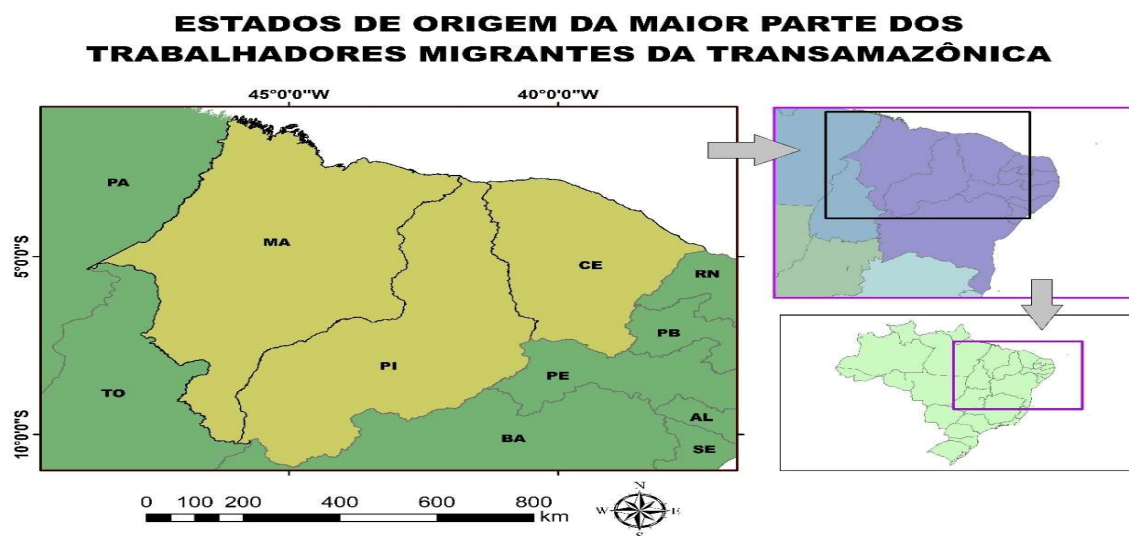 ESTADOS DE ORIGEM DA MAIOR PARTE DOS
TRABALHADORES MIGRANTES DA TRANSAMAZÔNICA
45°0'0"W
40°0'0"W
5°0'0"S
10°0'0"S
PA
MA
CE
RN
PB
PI
PE
TO
AL
BA
SE
0 100 200 400 600 800
km
N
W E
S